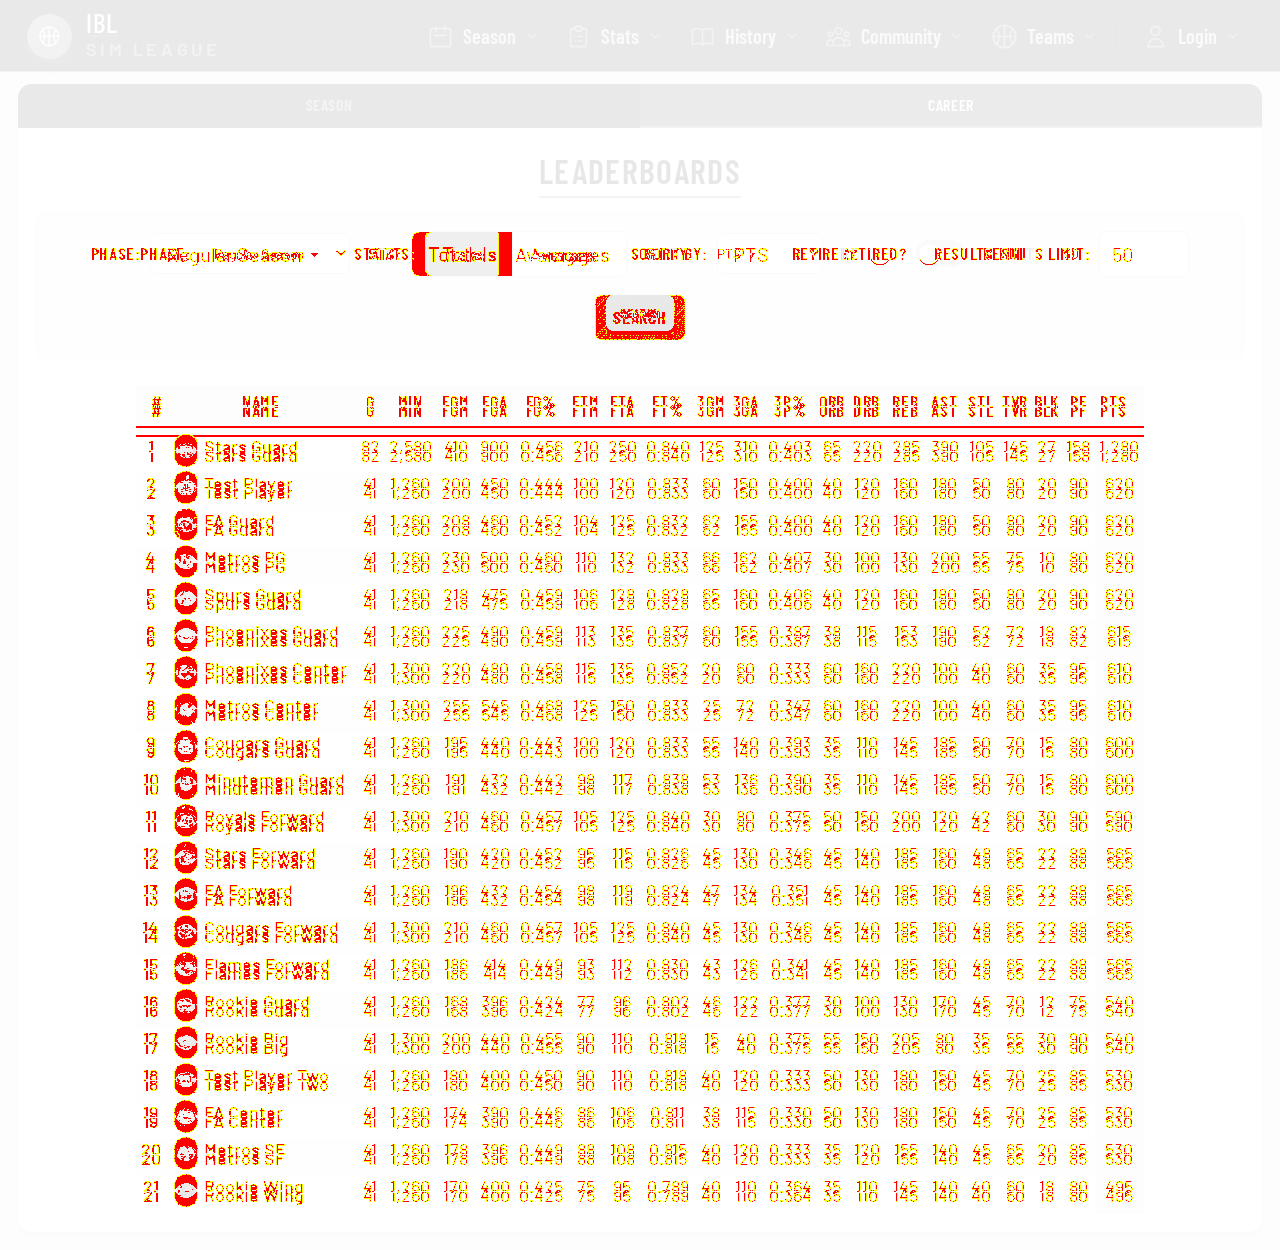 IBL
SIM LEAGUE
Season Stats History Community Teams Login
SEASON CAREER
LEADERBOARDS
PHASE: Regular Season Totals Averages PTS LIMIT: 50
SEARCH
# NAME G MIN FGM FGA FG% FTM FTA FT% 3GM 3GA 3P% ORB DRB REB AST STL TVR BLK PF PTS
1 Stars Guard 82 2,580 410 900 0.456 210 250 0.840 125 310 0.403 65 220 285 390 105 145 27 158 1,280
2 Test Player 41 1,260 200 450 0.444 100 120 0.833 60 150 0.400 40 120 160 180 50 80 20 90 620
3 FA Guard 41 1,260 208 460 0.452 104 125 0.832 62 155 0.400 40 120 160 180 50 80 20 90 620
4 Metros PG 41 1,260 230 500 0.460 110 132 0.833 66 162 0.407 30 100 130 200 55 75 10 80 620
5 Spurs Guard 41 1,260 218 475 0.459 106 128 0.828 65 160 0.406 40 120 160 180 50 80 20 90 620
6 Phoenixes Guard 41 1,260 225 490 0.459 113 135 0.837 60 155 0.387 38 115 153 190 52 72 18 82 615
7 Phoenixes Center 41 1,300 220 480 0.458 115 135 0.852 20 60 0.333 60 160 220 100 40 60 35 95 610
8 Metros Center 41 1,300 255 545 0.468 125 150 0.833 25 72 0.347 60 160 220 100 40 60 35 95 610
9 Cougars Guard 41 1,260 195 440 0.443 100 120 0.833 55 140 0.393 35 110 145 185 50 70 15 80 600
10 Minutemen Guard 41 1,260 191 432 0.442 98 117 0.838 53 136 0.390 35 110 145 185 50 70 15 80 600
11 Royals Forward 41 1,300 210 460 0.457 105 125 0.840 30 80 0.375 50 150 200 120 42 60 30 90 590
12 Stars Forward 41 1,260 190 420 0.452 95 115 0.826 45 130 0.346 45 140 185 160 48 65 22 88 565
13 FA Forward 41 1,260 196 432 0.454 98 119 0.824 47 134 0.351 45 140 185 160 48 65 22 88 565
14 Cougars Forward 41 1,300 210 460 0.457 105 125 0.840 45 130 0.346 45 140 185 160 48 65 22 88 565
15 Flames Forward 41 1,260 186 414 0.449 93 112 0.830 43 126 0.341 45 140 185 160 48 65 22 88 565
16 Rookie Guard 41 1,260 168 396 0.424 77 96 0.802 46 122 0.377 30 100 130 170 45 70 12 75 540
17 Rookie Big 41 1,300 200 440 0.455 90 110 0.818 15 40 0.375 55 150 205 80 35 55 30 90 540
18 Test Player Two 41 1,260 180 400 0.450 90 110 0.818 40 120 0.333 50 130 180 150 45 70 25 85 530
19 FA Center 41 1,260 174 390 0.446 86 106 0.811 38 115 0.330 50 130 180 150 45 70 25 85 530
20 Metros SF 41 1,260 178 396 0.449 88 108 0.815 40 120 0.333 35 120 155 140 45 65 20 85 530
21 Rookie Wing 41 1,260 170 400 0.425 75 95 0.789 40 110 0.364 35 110 145 140 40 60 18 80 495